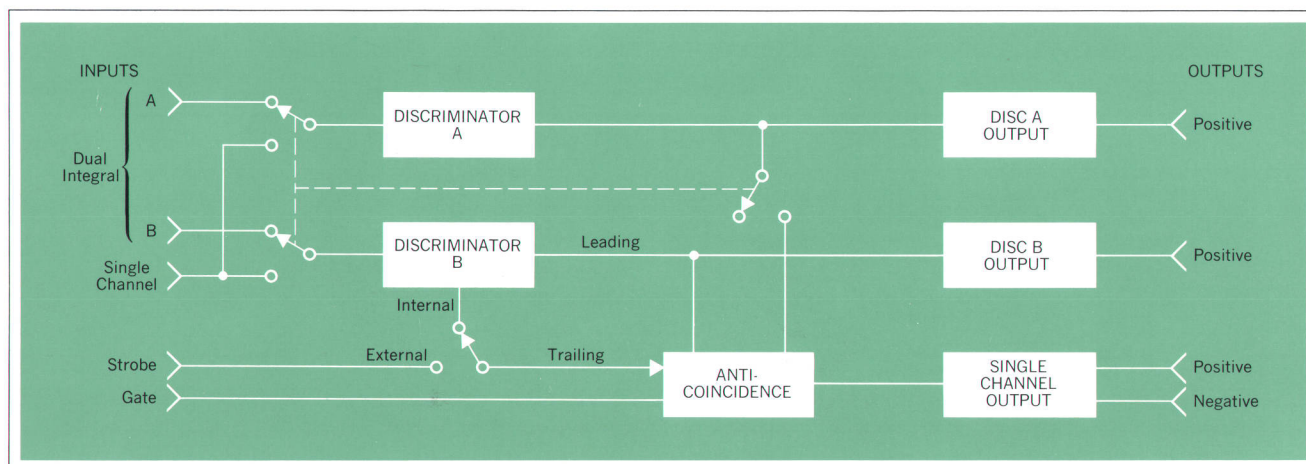 INPUTS
OUTPUTS
A
Dual
Integral
B
Single
Channel
Strobe
Gate
DISCRIMINATOR
A
DISCRIMINATOR
B
Leading
Internal
External
Trailing
ANTI-
COINCIDENCE
DISC A
OUTPUT
Positive
DISC B
OUTPUT
Positive
SINGLE
CHANNEL
OUTPUT
Positive
Negative